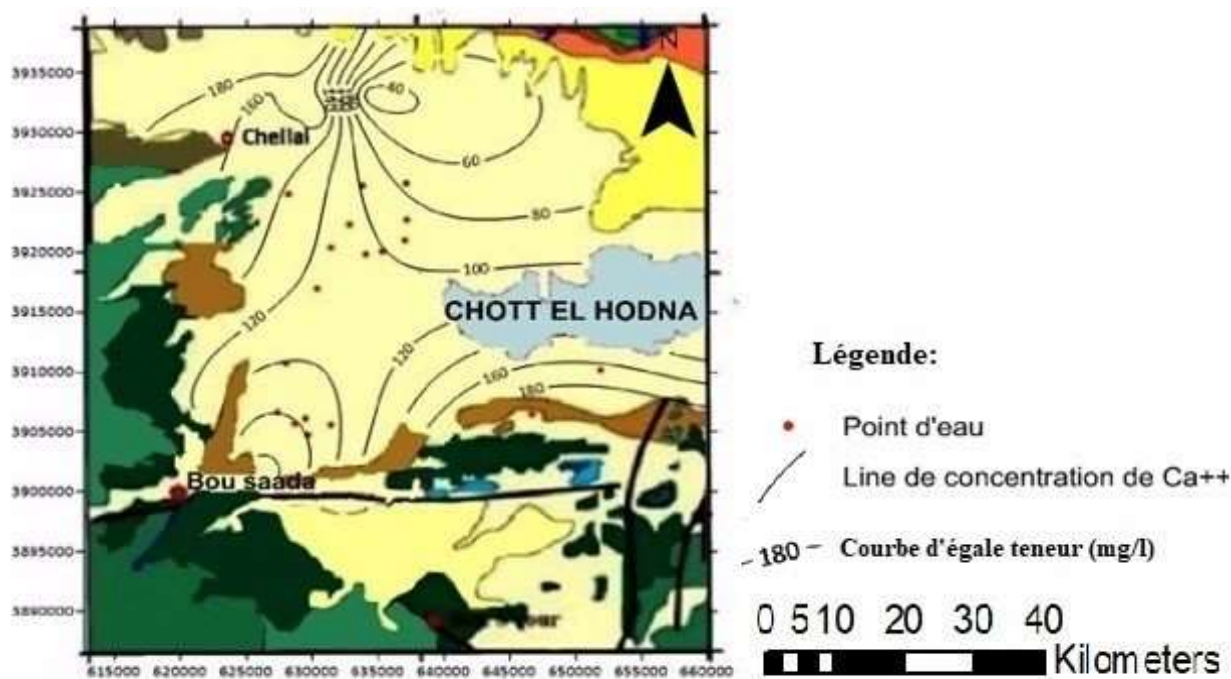 3935000
3930000
3925000
3920000
3915000
3910000
3905000
3900000
3895000
3890000
N
180
160
40
Chellal
60
80
100
CHOTT EL HODNA
120
120
160
180
Bou saada
615000 620000 625000 630000 635000 640000 645000 650000 655000 660000
Légende:
Point d'eau
Line de concentration de Ca++
180 Courbe d'égale teneur (mg/l)
0 5 10 20 30 40
Kilometers